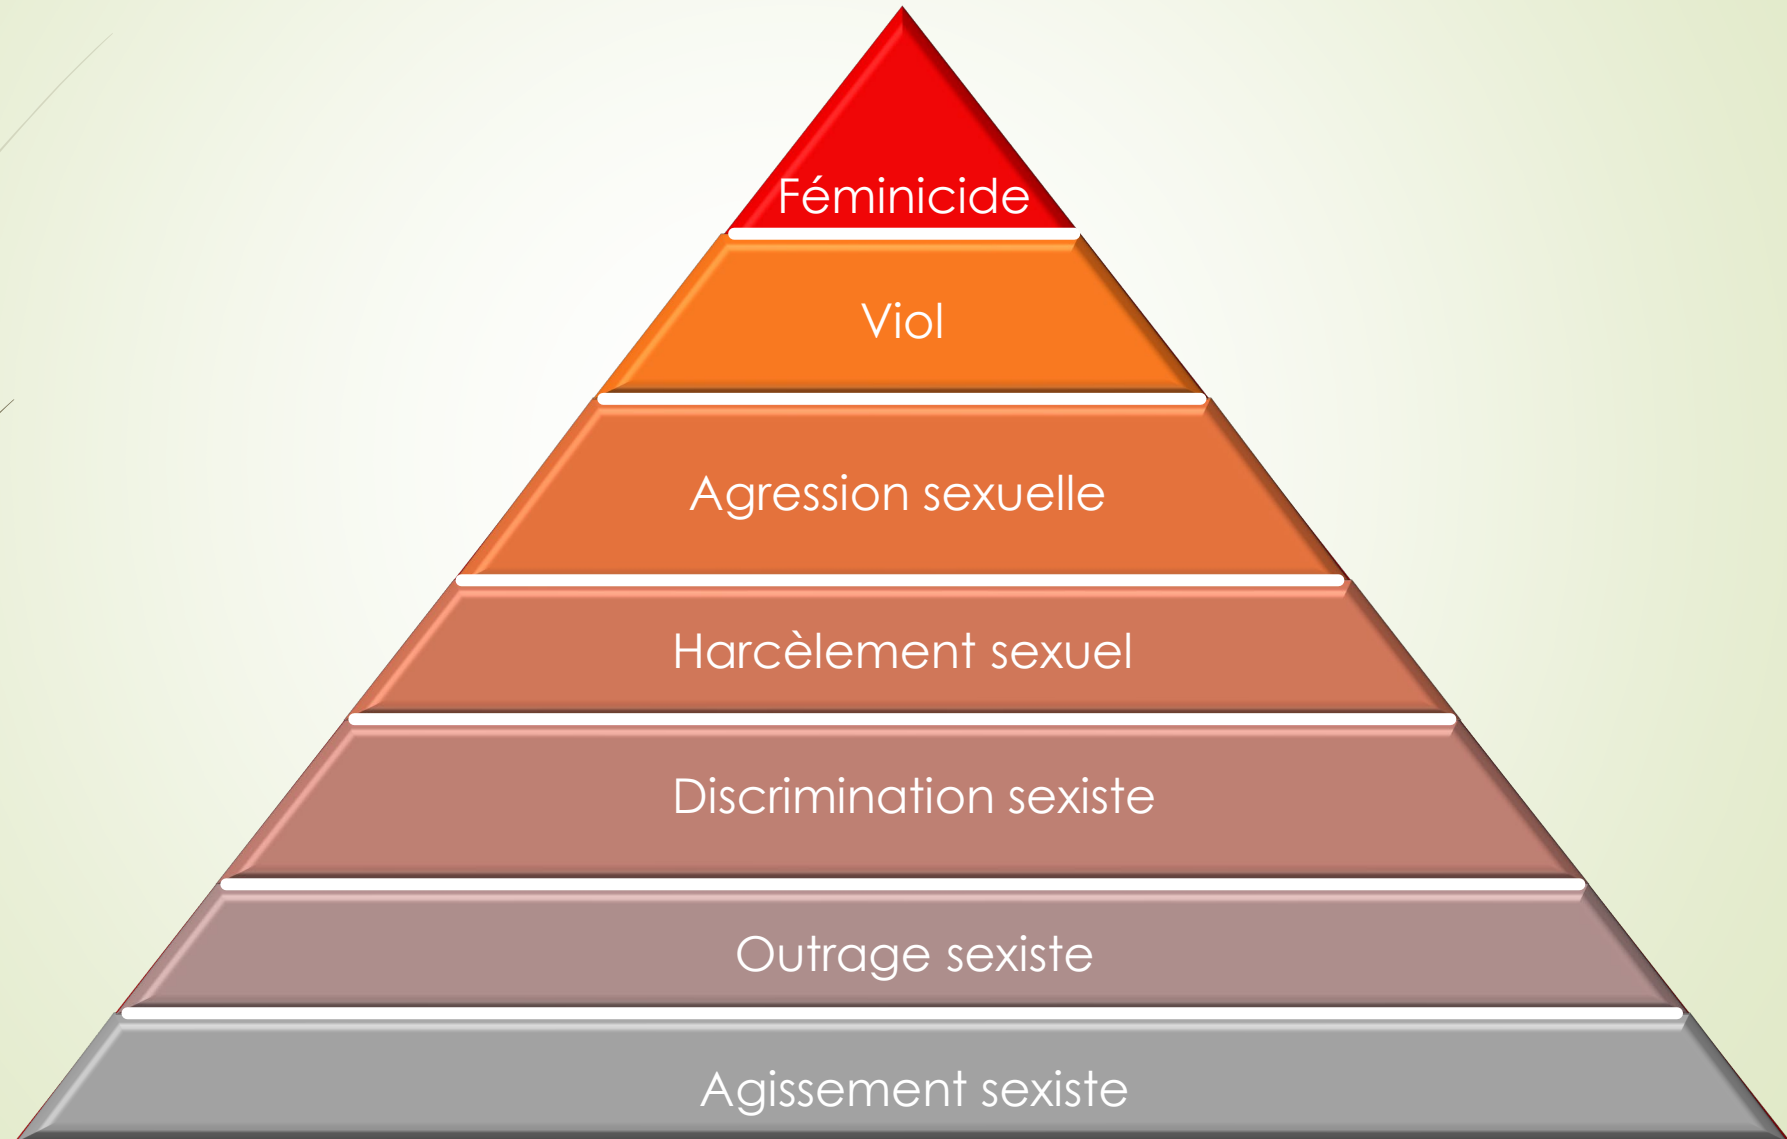 Féminicide
Viol
Agression sexuelle
Harcèlement sexuel
Discrimination sexiste
Outrage sexiste
Agissement sexiste